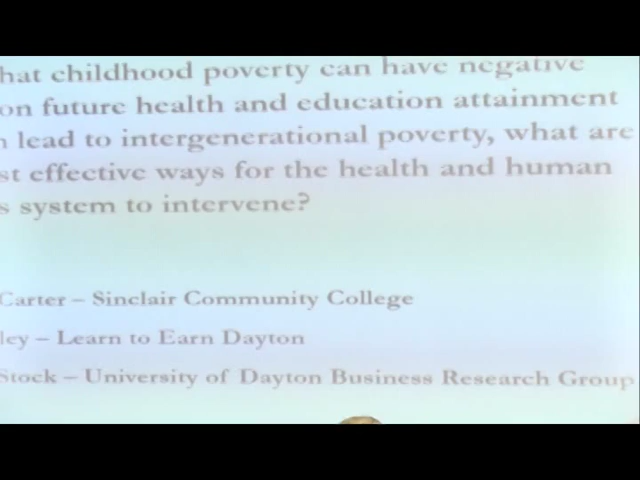 hat childhood poverty can have negative
on future health and education attainment
n lead to intergenerational poverty, what are
st effective ways for the health and human
s system to intervene?
Carter – Sinclair Community College
ley – Learn to Earn Dayton
Stock – University of Dayton Business Research Group